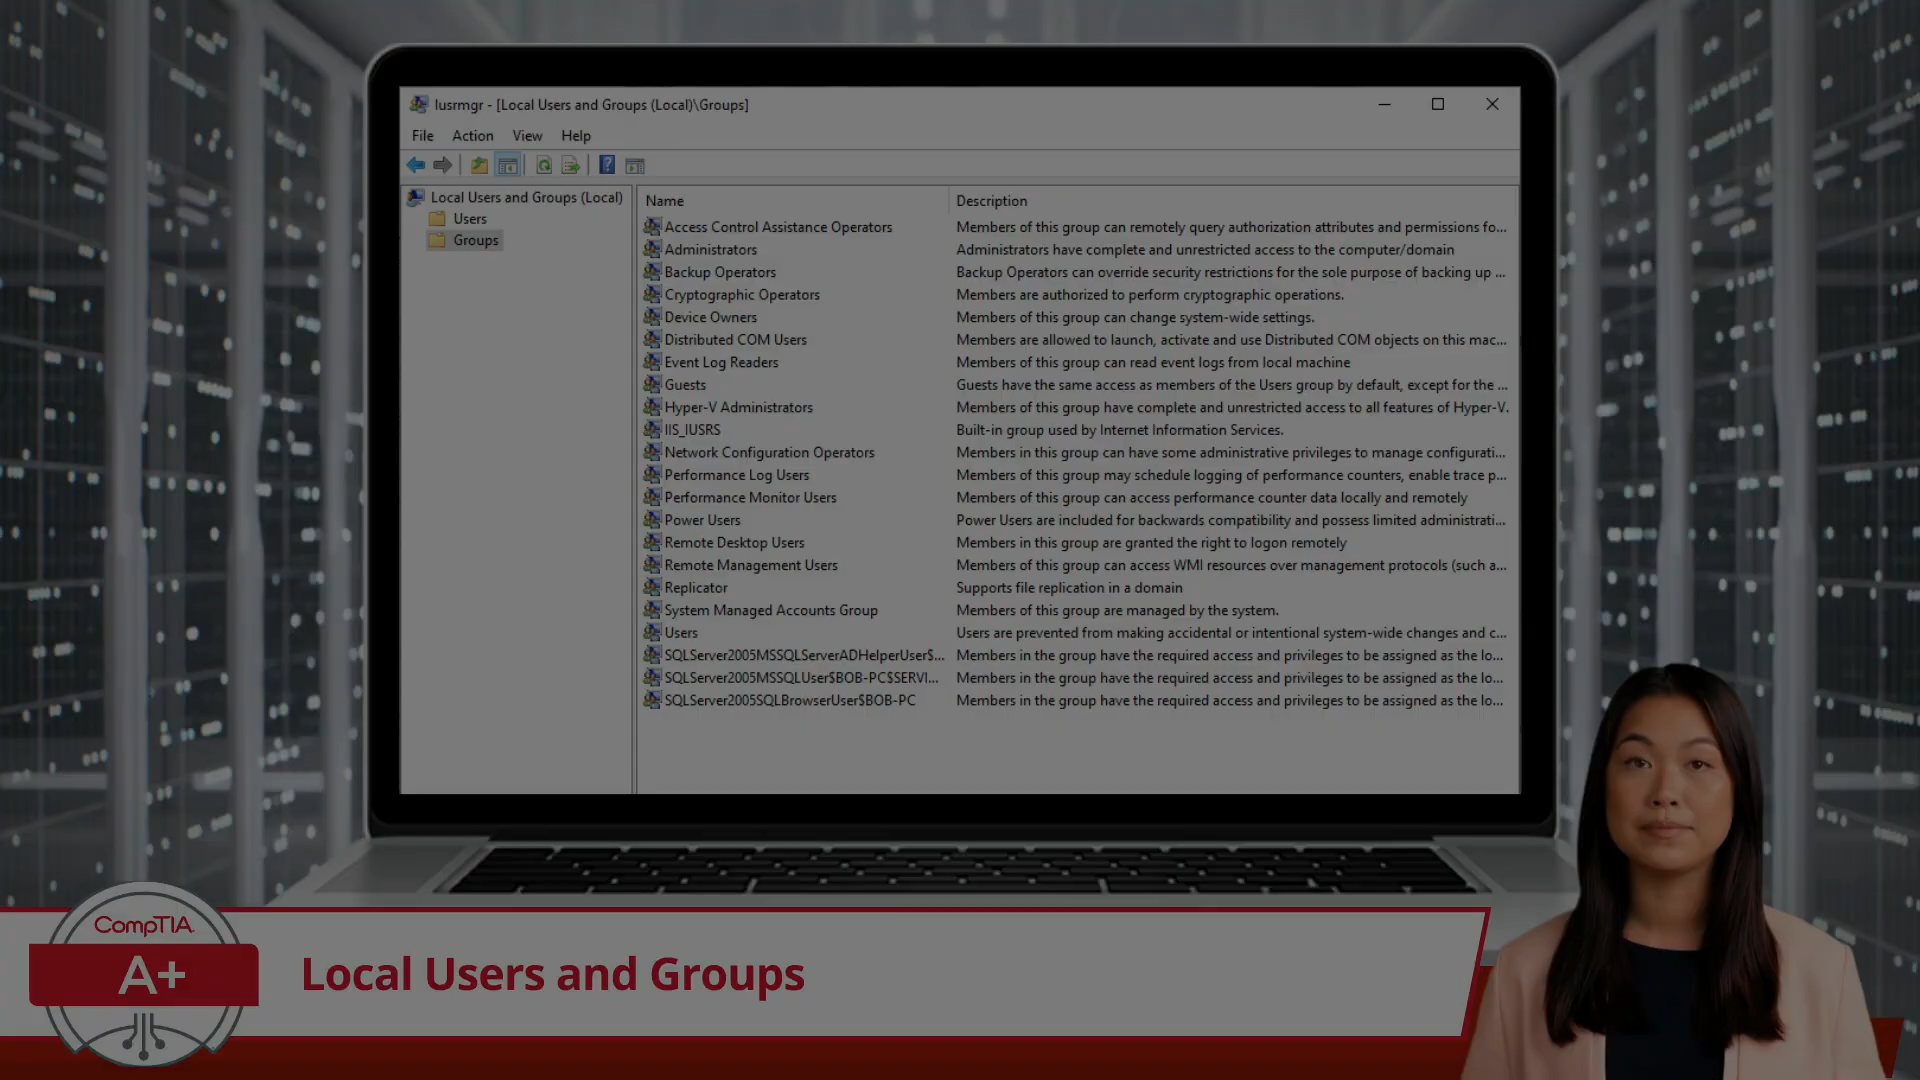 lusrmgr - [Local Users and Groups (Local)\Groups]
File Action View Help
Local Users and Groups (Local)
Users
Groups
Name Description
Access Control Assistance Operators Members of this group can remotely query authorization attributes and permissions fo...
Administrators Administrators have complete and unrestricted access to the computer/domain
Backup Operators Backup Operators can override security restrictions for the sole purpose of backing up ...
Cryptographic Operators Members are authorized to perform cryptographic operations.
Device Owners Members of this group can change system-wide settings.
Distributed COM Users Members are allowed to launch, activate and use Distributed COM objects on this mac...
Event Log Readers Members of this group can read event logs from local machine
Guests Guests have the same access as members of the Users group by default, except for the ...
Hyper-V Administrators Members of this group have complete and unrestricted access to all features of Hyper-V.
IIS_IUSRS Built-in group used by Internet Information Services.
Network Configuration Operators Members in this group can have some administrative privileges to manage configurati...
Performance Log Users Members of this group may schedule logging of performance counters, enable trace p...
Performance Monitor Users Members of this group can access performance counter data locally and remotely
Power Users Power Users are included for backwards compatibility and possess limited administrati...
Remote Desktop Users Members in this group are granted the right to logon remotely
Remote Management Users Members of this group can access WMI resources over management protocols (such a...
Replicator Supports file replication in a domain
System Managed Accounts Group Members of this group are managed by the system.
Users Users are prevented from making accidental or intentional system-wide changes and c...
SQLServer2005MSSQLServerADHelperUser$... Members in the group have the required access and privileges to be assigned as the lo...
SQLServer2005MSSQLUser$BOB-PC$SERVI... Members in the group have the required access and privileges to be assigned as the lo...
SQLServer2005SQLBrowserUser$BOB-PC Members in the group have the required access and privileges to be assigned as the lo...
CompTIA.
A+
Local Users and Groups